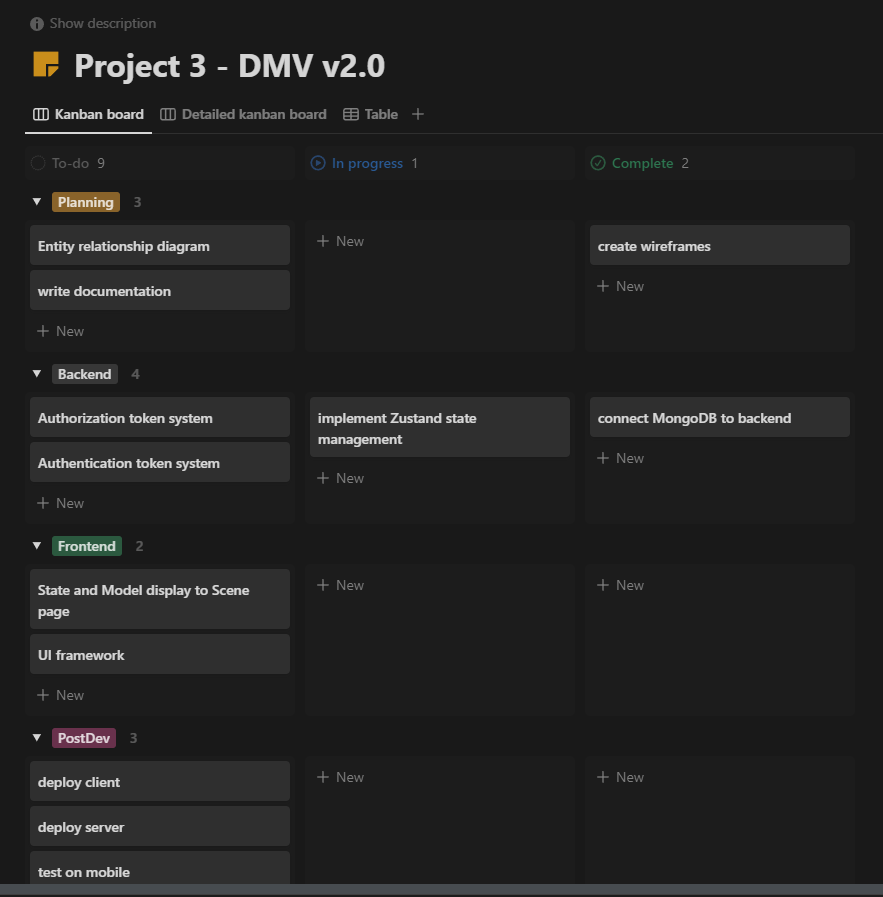 Show description
Project 3 - DMV v2.0
Kanban board Detailed kanban board Table
To-do 9 In progress 1 Complete 2
Planning 3
Entity relationship diagram
write documentation
+ New
+ New
create wireframes
+ New
Backend 4
Authorization token system
Authentication token system
+ New
implement Zustand state
management
+ New
connect MongoDB to backend
+ New
Frontend 2
State and Model display to Scene
page
UI framework
+ New
+ New
+ New
PostDev 3
deploy client
deploy server
test on mobile
+ New
+ New